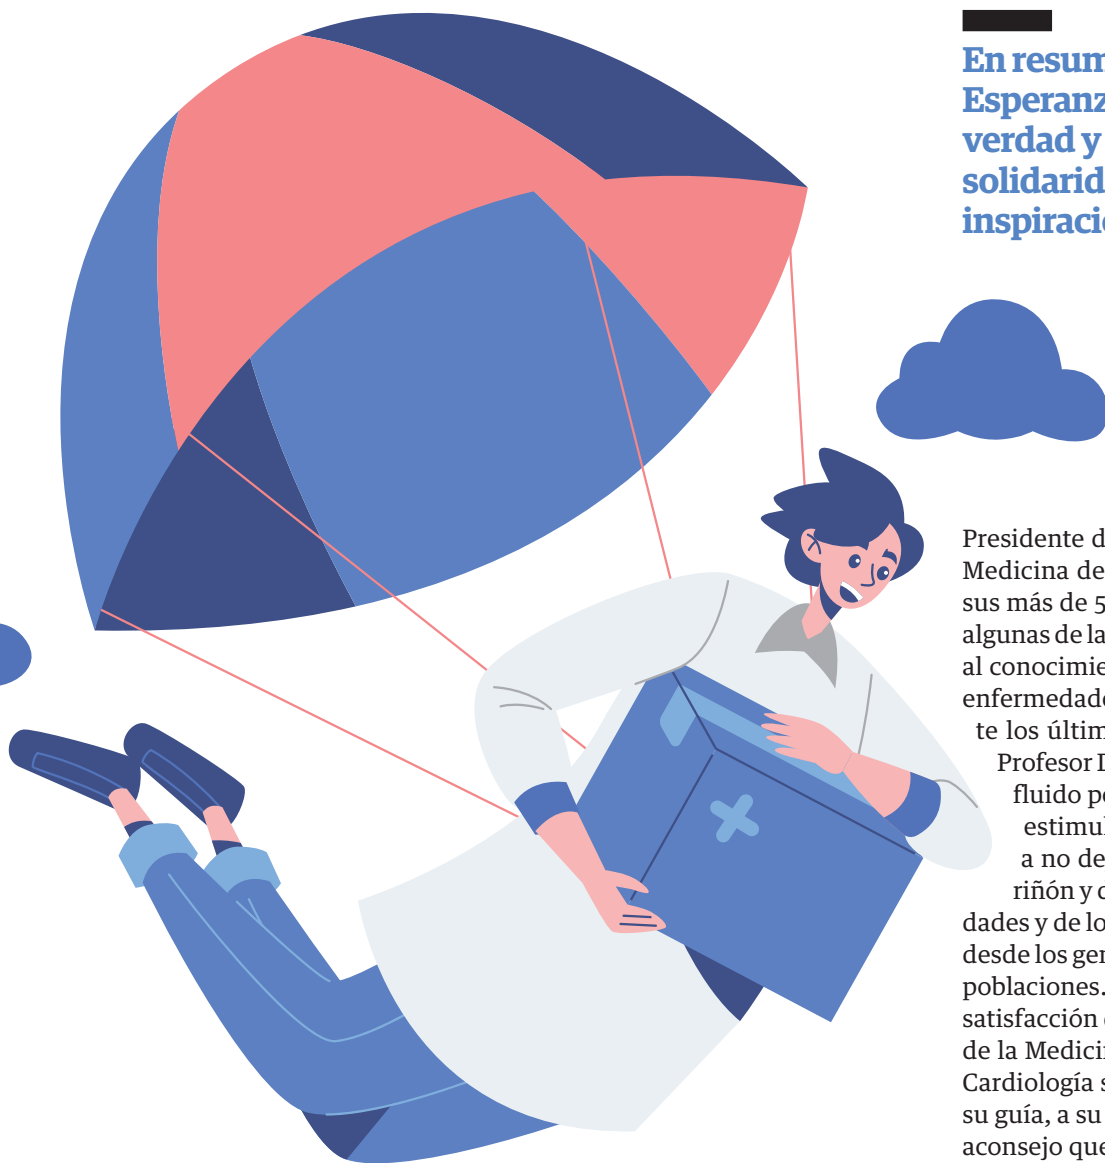 En resum
Esperanz
verdad y
solidarid
inspiraci
Presidente d
Medicina de
sus más de 5
algunas de la
al conocimie
enfermedade
te los últim
Profesor
fluido po
estimul
a no de
riñón y
dades y de lo
desde los ge
poblaciones.
satisfacción
de la Medici
Cardiología s
su guía, a su
aconsejo que